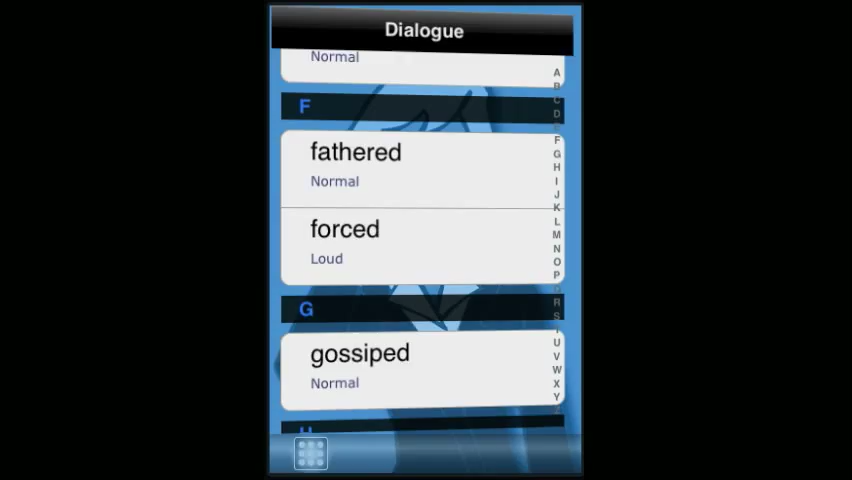 Dialogue
Normal
F
fathered
Normal
forced
Loud
G
gossiped
Normal
H
A
B
C
D
E
F
G
H
I
J
K
L
M
N
O
P
Q
R
S
T
U
V
W
X
Y
Z